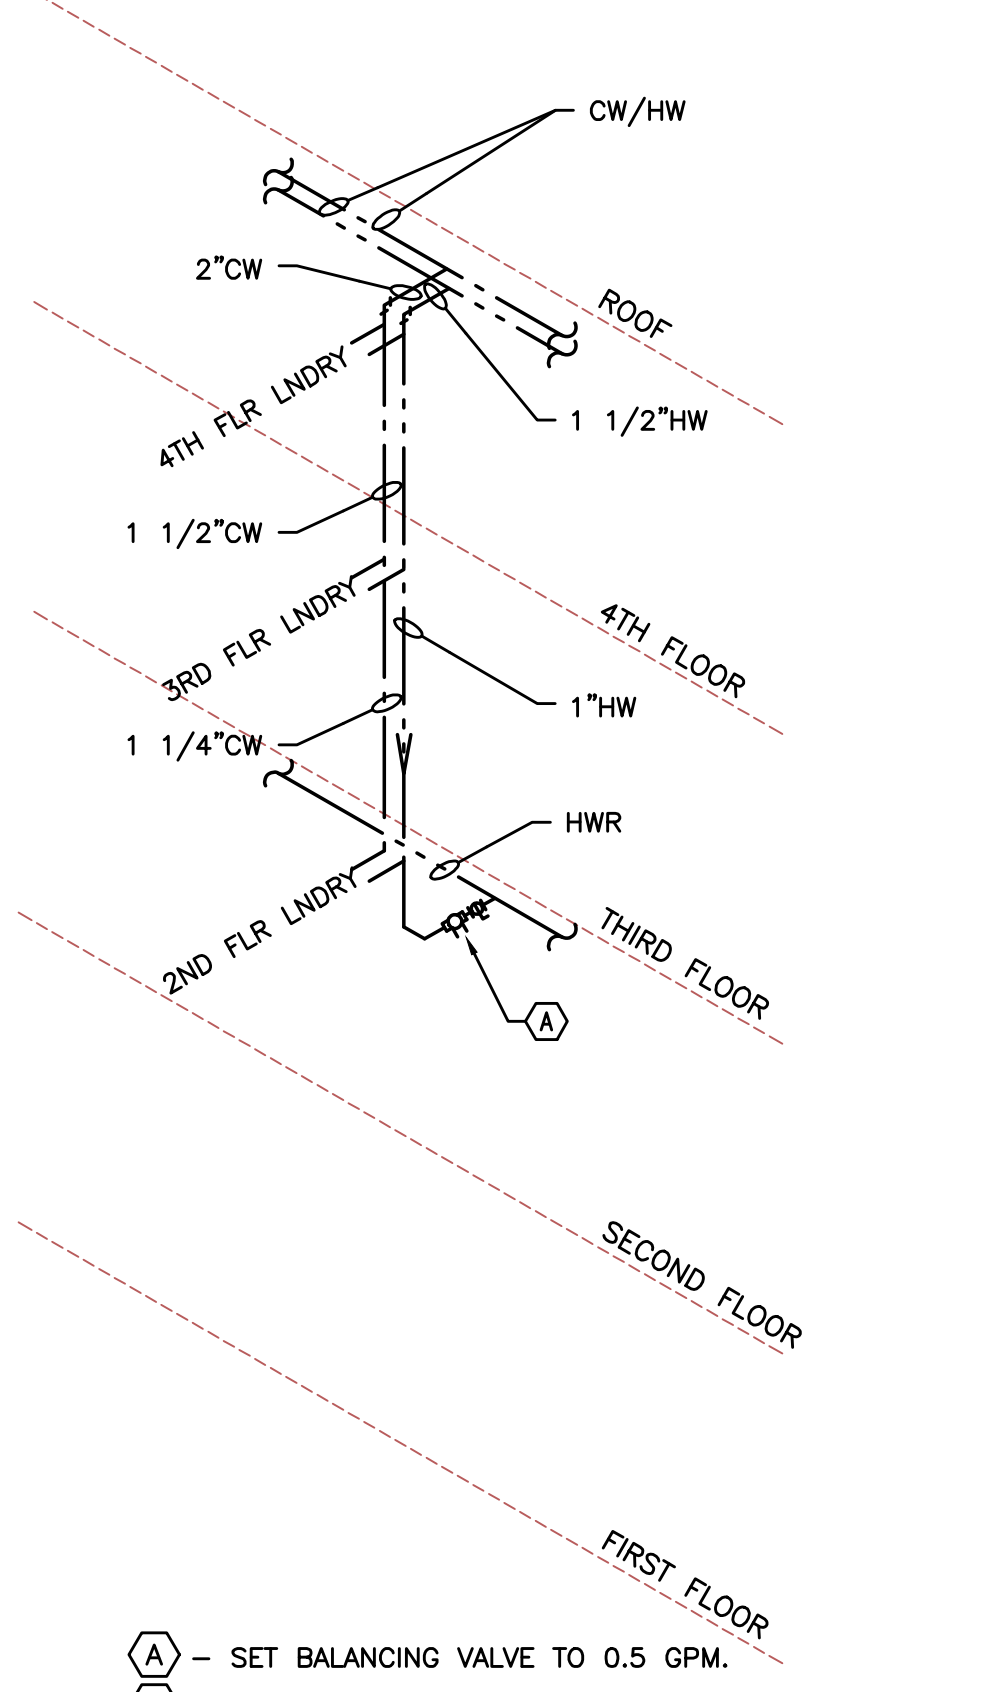 CW/HW
2"CW
ROOF
4TH FLR LNDRY
1 1/2"HW
1 1/2"CW
4TH FLOOR
3RD FLR LNDRY
1"HW
1 1/4"CW
HWR
2ND FLR LNDRY
THIRD FLOOR
A
SECOND FLOOR
FIRST FLOOR
A - SET BALANCING VALVE TO 0.5 GPM.